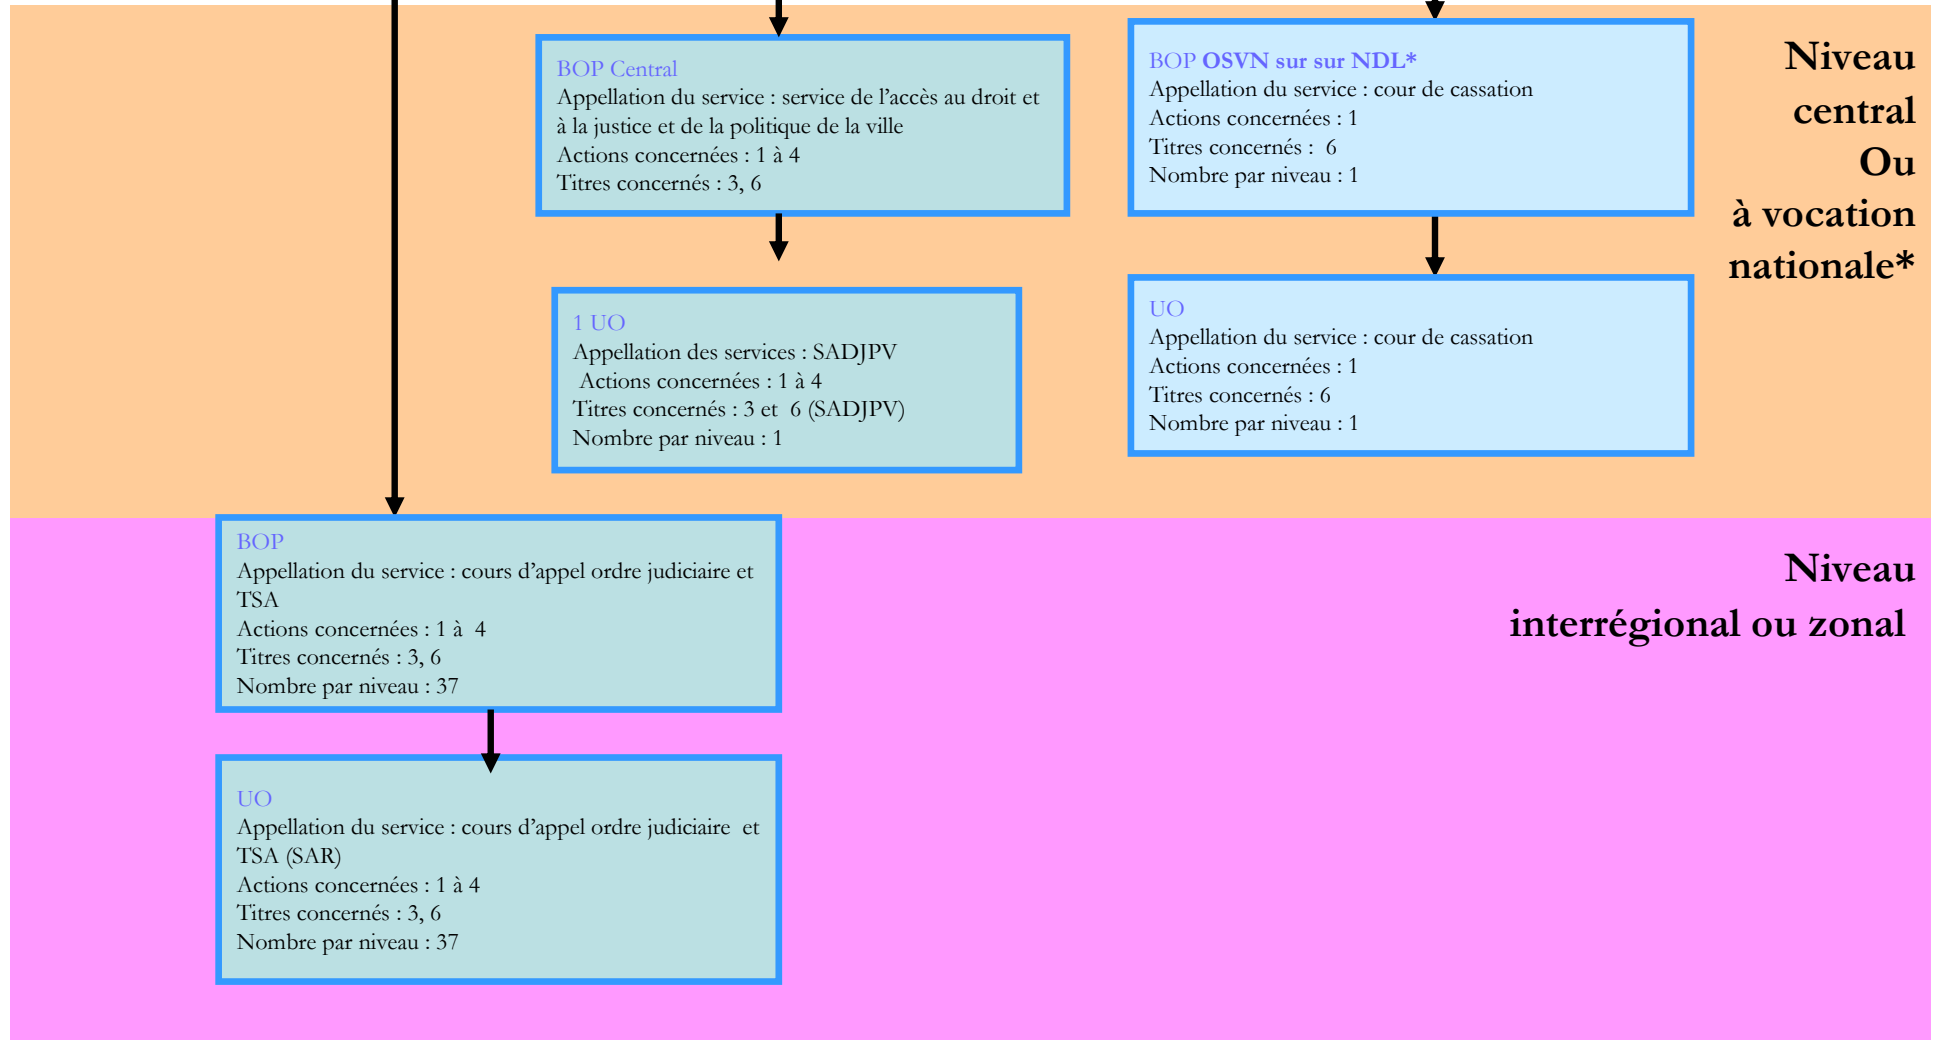 BOP Central
Appellation du service : service de l’accès au droit et
à la justice et de la politique de la ville
Actions concernées : 1 à 4
Titres concernés : 3, 6
BOP OSVN sur sur NDL*
Appellation du service : cour de cassation
Actions concernées : 1
Titres concernés :  6
Nombre par niveau : 1
Niveau
central
Ou
à vocation
nationale*
1 UO
Appellation des services : SADJPV
Actions concernées : 1 à 4
Titres concernés : 3 et  6 (SADJPV)
Nombre par niveau : 1
UO
Appellation du service : cour de cassation
Actions concernées : 1
Titres concernés : 6
Nombre par niveau : 1
BOP
Appellation du service : cours d’appel ordre judiciaire et
TSA
Actions concernées : 1 à  4
Titres concernés : 3, 6
Nombre par niveau : 37
Niveau
interrégional ou zonal
UO
Appellation du service : cours d’appel ordre judiciaire  et
TSA (SAR)
Actions concernées : 1 à 4
Titres concernés : 3, 6
Nombre par niveau : 37